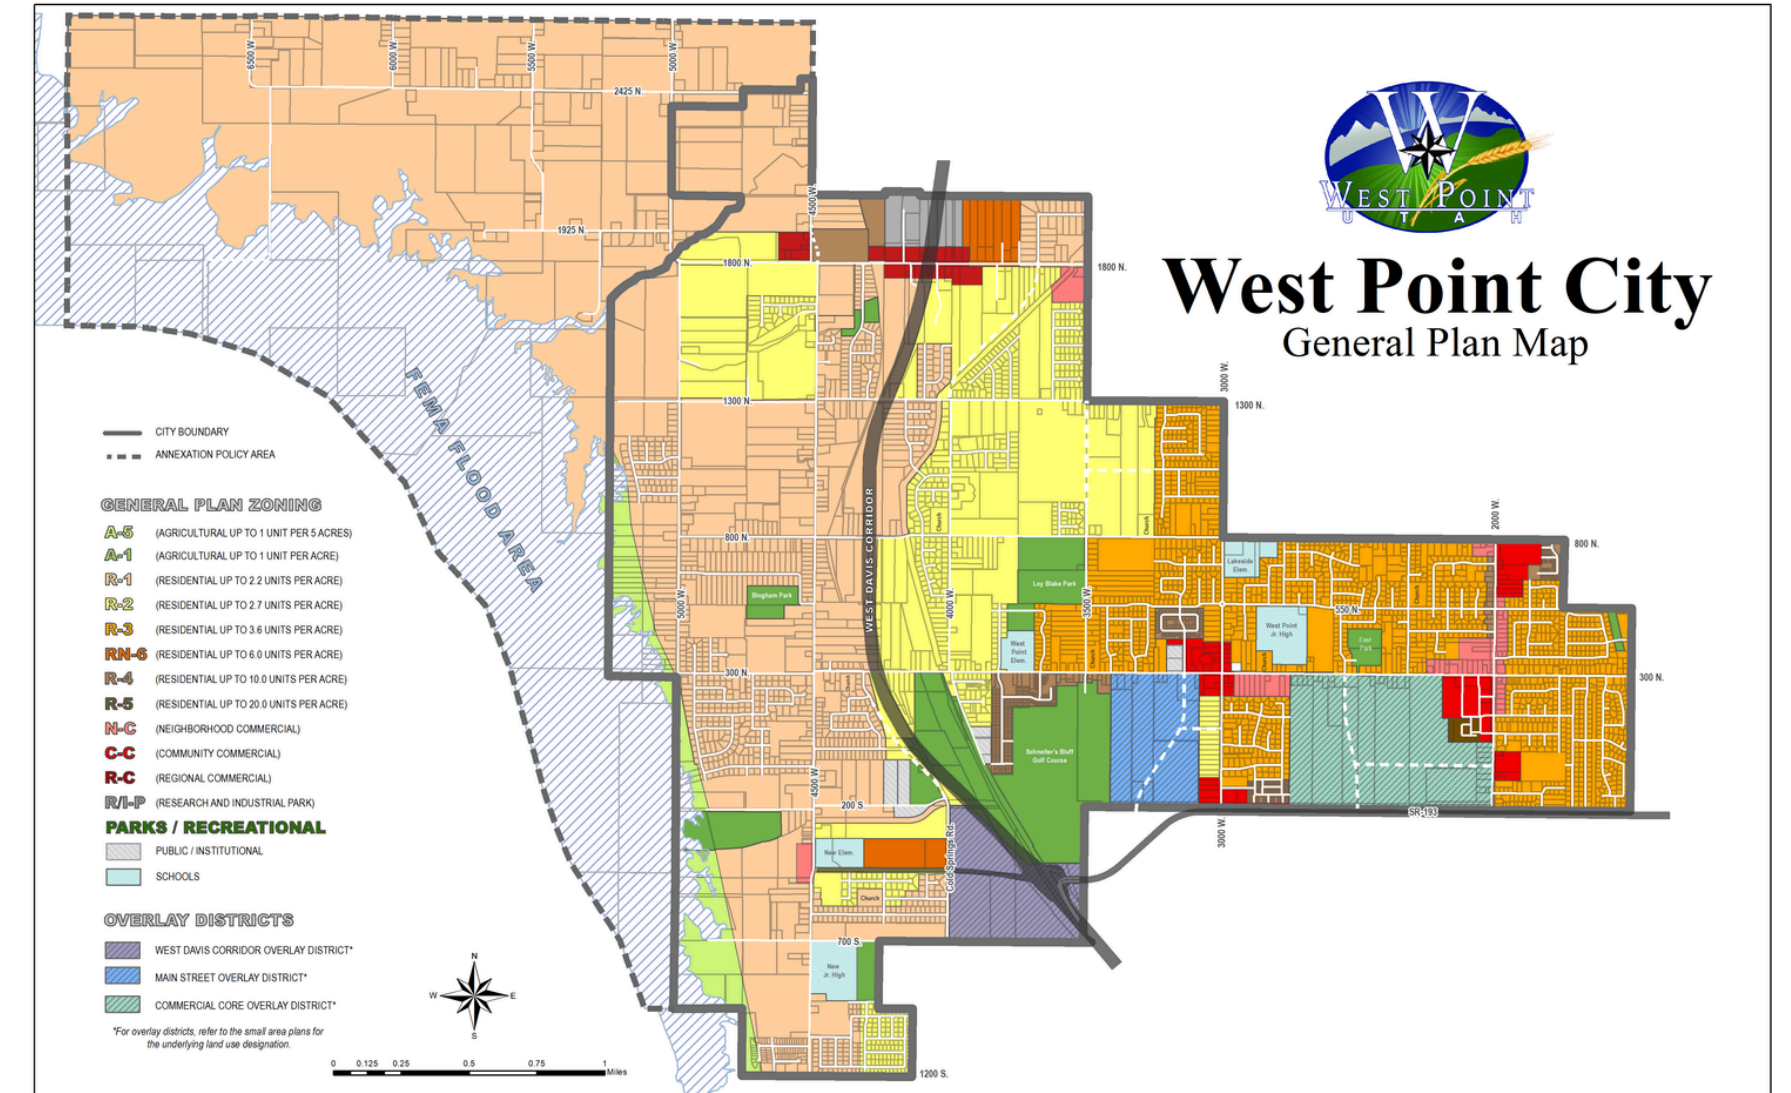 W
WEST POINT
UTAH
West Point City
General Plan Map
CITY BOUNDARY
ANNEXATION POLICY AREA
GENERAL PLAN ZONING
A-5 (AGRICULTURAL UP TO 1 UNIT PER 5 ACRES)
A-1 (AGRICULTURAL UP TO 1 UNIT PER ACRE)
R-1 (RESIDENTIAL UP TO 2.2 UNITS PER ACRE)
R-2 (RESIDENTIAL UP TO 2.7 UNITS PER ACRE)
R-3 (RESIDENTIAL UP TO 3.6 UNITS PER ACRE)
RN-6 (RESIDENTIAL UP TO 6.0 UNITS PER ACRE)
R-4 (RESIDENTIAL UP TO 10.0 UNITS PER ACRE)
R-5 (RESIDENTIAL UP TO 20.0 UNITS PER ACRE)
N-C (NEIGHBORHOOD COMMERCIAL)
C-C (COMMUNITY COMMERCIAL)
R-C (REGIONAL COMMERCIAL)
R/I-P (RESEARCH AND INDUSTRIAL PARK)
PARKS / RECREATIONAL
PUBLIC / INSTITUTIONAL
SCHOOLS
OVERLAY DISTRICTS
WEST DAVIS CORRIDOR OVERLAY DISTRICT*
MAIN STREET OVERLAY DISTRICT*
COMMERCIAL CORE OVERLAY DISTRICT*
*For overlay districts, refer to the small area plans for
the underlying land use designation.
N
W
E
S
0 0.125 0.25 0.5 0.75 1
Miles
6500 W.
6000 W.
5500 W.
5000 W.
2425 N.
4500 W.
1925 N.
1800 N.
1800 N.
FEMA FLOOD AREA
1300 N.
3000 W.
1300 N.
WEST DAVIS CORRIDOR
Church
Church
2000 W.
800 N.
800 N.
Lakeside
Elem.
Loy Blake Park
Bingham Park
5000 W.
4000 W.
3500 W.
Church
550 N.
West Point
Jr. High
East
Park
West
Point
Elem.
Church
Church
300 N.
300 N.
Church
Schneiter's Bluff
Golf Course
4500 W.
200 S.
SR-193
3000 W.
Cold Springs Rd.
New Elem.
Church
700 S.
New
Jr. High
1200 S.